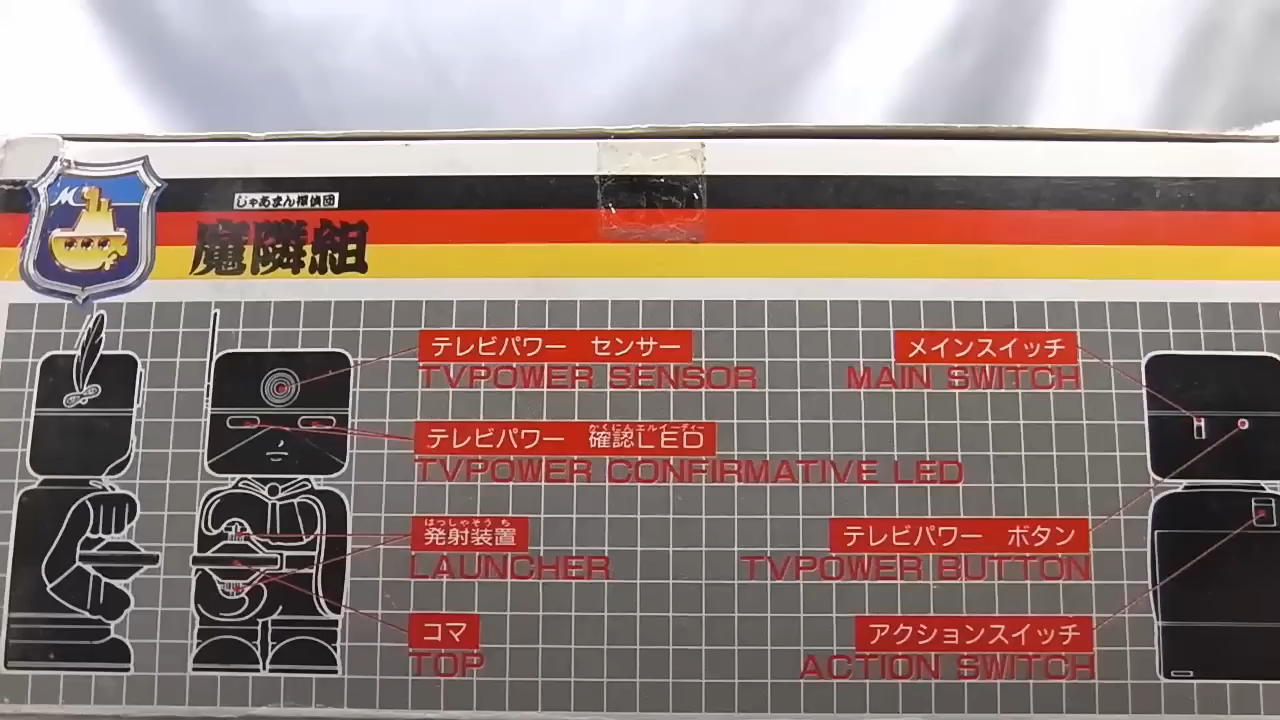 M
じゃあまん探偵団
魔隣組
テレビパワー センサー
TVPOWER SENSOR
かくにんエルイーディー
テレビパワー 確認LED
TVPOWER CONFIRMATIVE LED
はっしゃそうち
発射装置
LAUNCHER
コマ
TOP
メインスイッチ
MAIN SWITCH
テレビパワー ボタン
TVPOWER BUTTON
アクションスイッチ
ACTION SWITCH